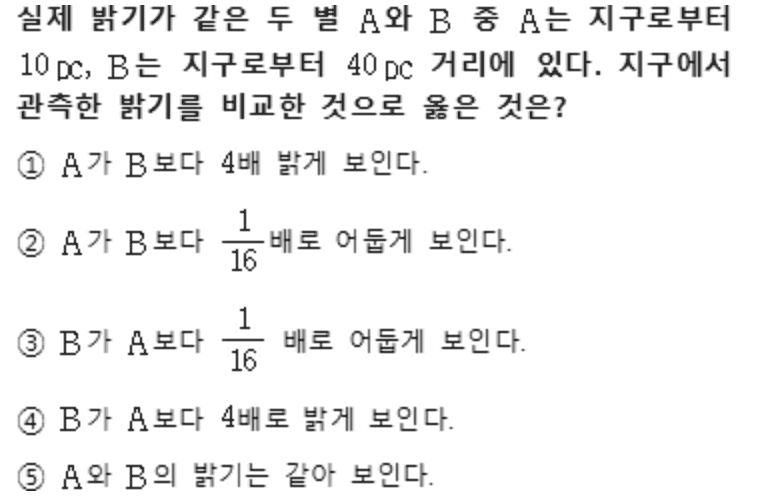 실제 밝기가 같은 두 별 A와 B 중 A는 지구로부터
10 pc, B는 지구로부터 40 pc 거리에 있다. 지구에서
관측한 밝기를 비교한 것으로 옳은 것은?
① A가 B보다 4배 밝게 보인다.
② A가 B보다 1/16배로 어둡게 보인다.
③ B가 A보다 1/16 배로 어둡게 보인다.
④ B가 A보다 4배로 밝게 보인다.
⑤ A와 B의 밝기는 같아 보인다.